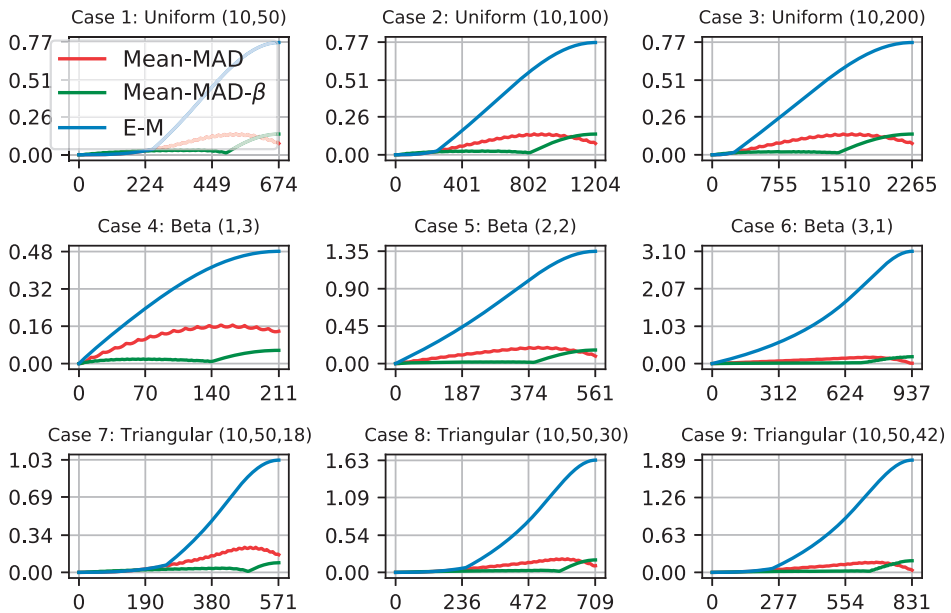 Case 1: Uniform (10,50)
Case 2: Uniform (10,100)
Case 3: Uniform (10,200)
0.77
0.51
0.26
0.00
Mean-MAD
Mean-MAD-β
E-M
0 224 449 674
0.77
0.51
0.26
0.00
0 401 802 1204
0.77
0.51
0.26
0.00
0 755 1510 2265
Case 4: Beta (1,3)
Case 5: Beta (2,2)
Case 6: Beta (3,1)
0.48
0.32
0.16
0.00
0 70 140 211
1.35
0.90
0.45
0.00
0 187 374 561
3.10
2.07
1.03
0.00
0 312 624 937
Case 7: Triangular (10,50,18)
Case 8: Triangular (10,50,30)
Case 9: Triangular (10,50,42)
1.03
0.69
0.34
0.00
0 190 380 571
1.63
1.09
0.54
0.00
0 236 472 709
1.89
1.26
0.63
0.00
0 277 554 831